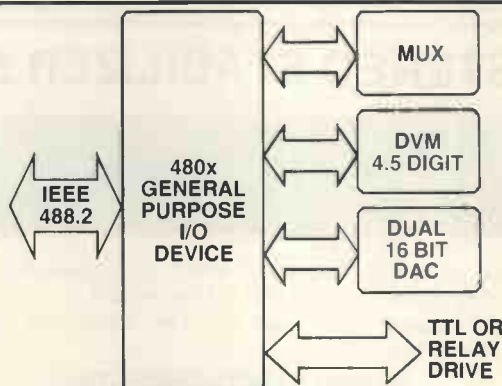 IEEE
488.2
480x
GENERAL
PURPOSE
I/O
DEVICE
MUX
DVM
4.5 DIGIT
DUAL
16 BIT
DAC
TTL OR
RELAY
DRIVE